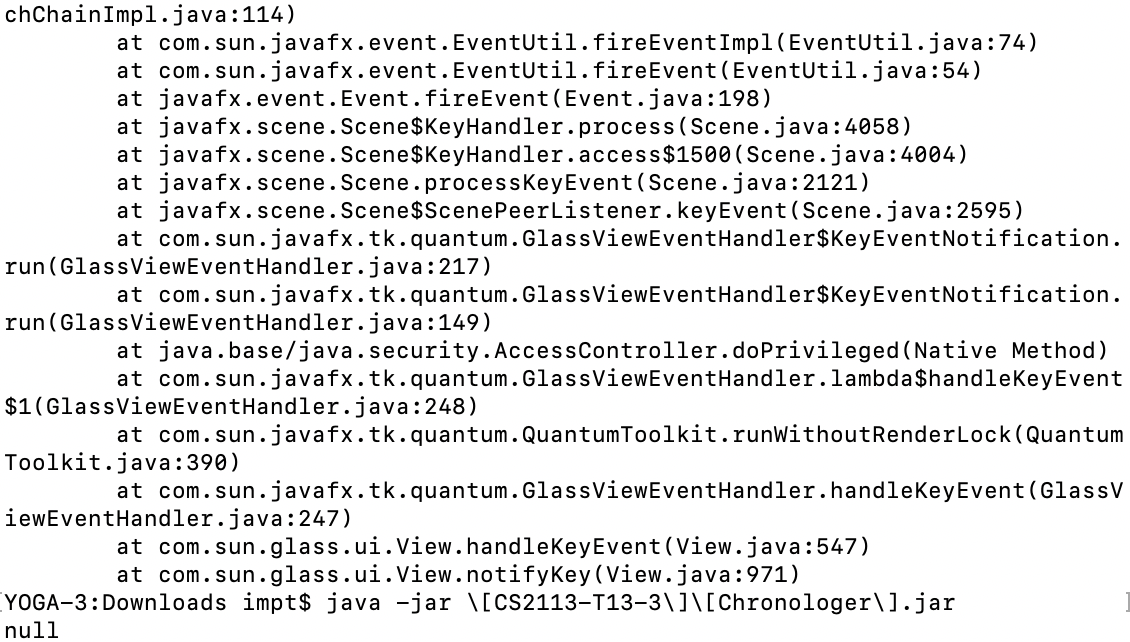 chChainImpl.java:114)
        at com.sun.javafx.event.EventUtil.fireEventImpl(EventUtil.java:74)
        at com.sun.javafx.event.EventUtil.fireEvent(EventUtil.java:54)
        at javafx.event.Event.fireEvent(Event.java:198)
        at javafx.scene.Scene$KeyHandler.process(Scene.java:4058)
        at javafx.scene.Scene$KeyHandler.access$1500(Scene.java:4004)
        at javafx.scene.Scene.processKeyEvent(Scene.java:2121)
        at javafx.scene.Scene$ScenePeerListener.keyEvent(Scene.java:2595)
        at com.sun.javafx.tk.quantum.GlassViewEventHandler$KeyEventNotification.
run(GlassViewEventHandler.java:217)
        at com.sun.javafx.tk.quantum.GlassViewEventHandler$KeyEventNotification.
run(GlassViewEventHandler.java:149)
        at java.base/java.security.AccessController.doPrivileged(Native Method)
        at com.sun.javafx.tk.quantum.GlassViewEventHandler.lambda$handleKeyEvent
$1(GlassViewEventHandler.java:248)
        at com.sun.javafx.tk.quantum.QuantumToolkit.runWithoutRenderLock(Quantum
Toolkit.java:390)
        at com.sun.javafx.tk.quantum.GlassViewEventHandler.handleKeyEvent(GlassV
iewEventHandler.java:247)
        at com.sun.glass.ui.View.handleKeyEvent(View.java:547)
        at com.sun.glass.ui.View.notifyKey(View.java:971)
[YOGA-3:Downloads impt$ java -jar \[CS2113-T13-3\]\[Chronologer\].jar ]
null